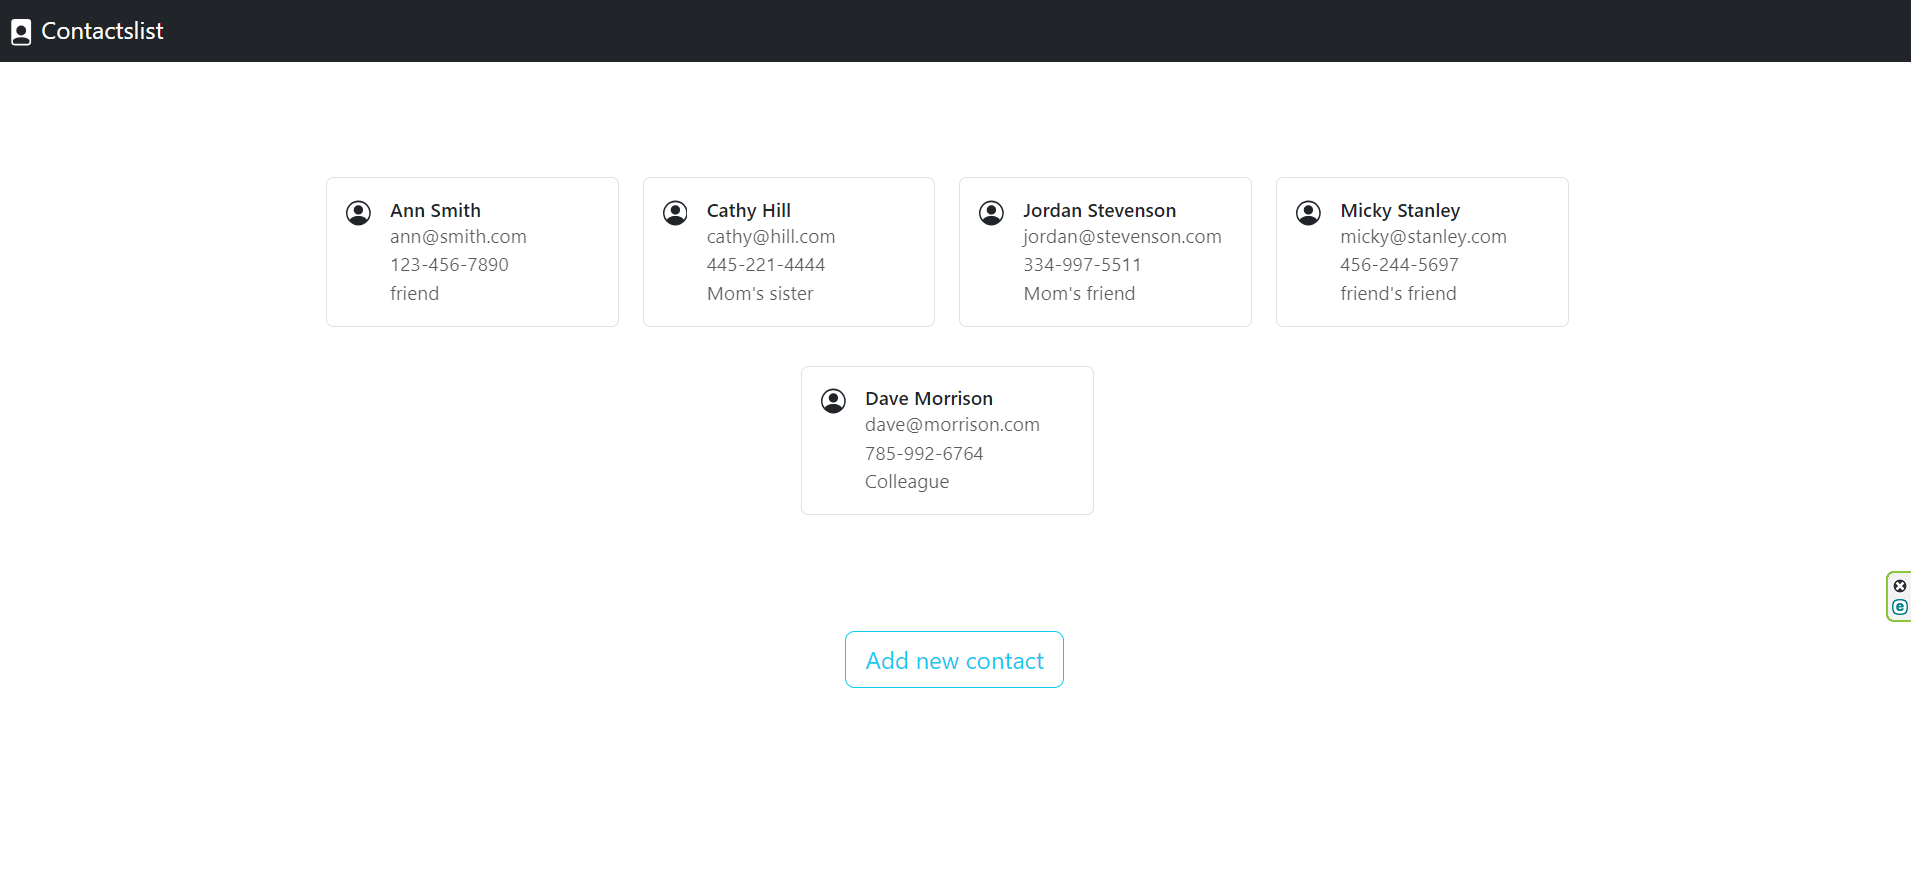 Contactslist
Ann Smith
ann@smith.com
123-456-7890
friend
Cathy Hill
cathy@hill.com
445-221-4444
Mom's sister
Jordan Stevenson
jordan@stevenson.com
334-997-5511
Mom's friend
Micky Stanley
micky@stanley.com
456-244-5697
friend's friend
Dave Morrison
dave@morrison.com
785-992-6764
Colleague
Add new contact
e